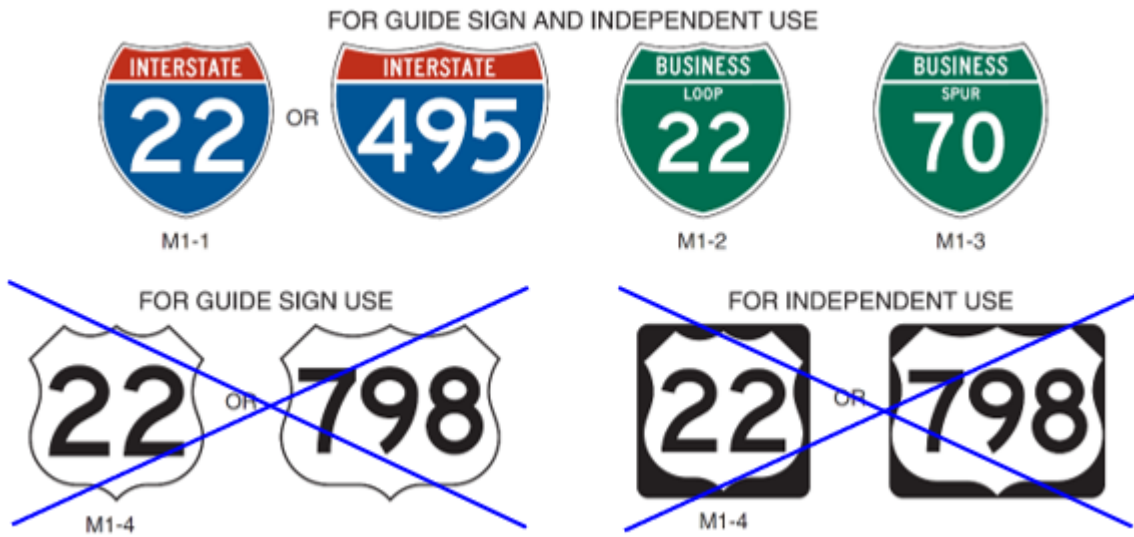 FOR GUIDE SIGN AND INDEPENDENT USE
INTERSTATE
22
OR
INTERSTATE
495
BUSINESS
LOOP
22
BUSINESS
SPUR
70
M1-1
M1-2
M1-3
FOR GUIDE SIGN USE
22
OR
798
M1-4
FOR INDEPENDENT USE
22
OR
798
M1-4